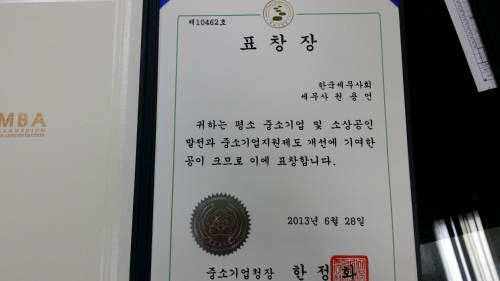 제10462호
표창장
한국세무사회
세무사 권용언
귀하는 평소 중소기업 및 소상공인
발전과 중소기업지원제도 개선에 기여한
공이 크므로 이에 표창합니다.
2013년 6월 28일
중소기업청장 한정화
MBA